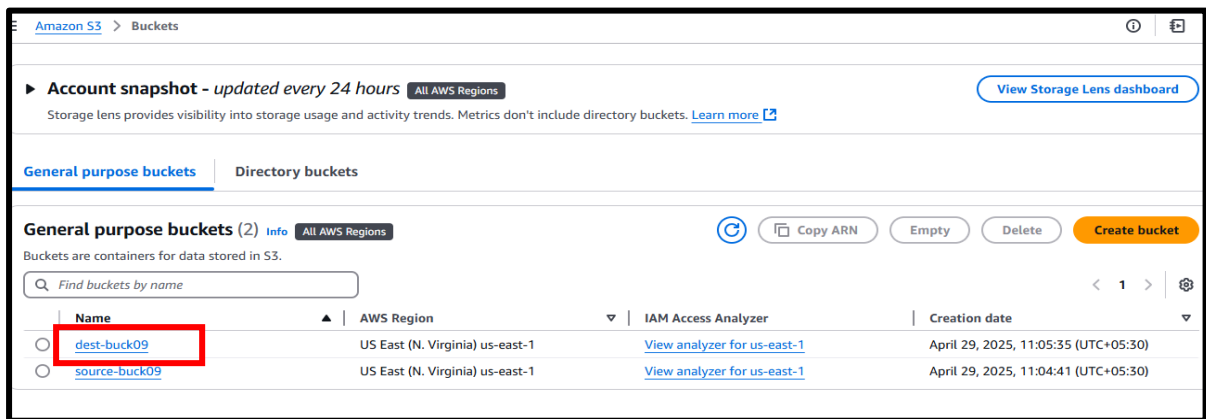 Amazon S3 > Buckets
Account snapshot - updated every 24 hours All AWS Regions
View Storage Lens dashboard
Storage lens provides visibility into storage usage and activity trends. Metrics don't include directory buckets. Learn more
General purpose buckets Directory buckets
General purpose buckets (2) Info All AWS Regions
Copy ARN Empty Delete Create bucket
Buckets are containers for data stored in S3.
Find buckets by name
< 1 >
Name AWS Region IAM Access Analyzer Creation date
dest-buck09 US East (N. Virginia) us-east-1 View analyzer for us-east-1 April 29, 2025, 11:05:35 (UTC+05:30)
source-buck09 US East (N. Virginia) us-east-1 View analyzer for us-east-1 April 29, 2025, 11:04:41 (UTC+05:30)